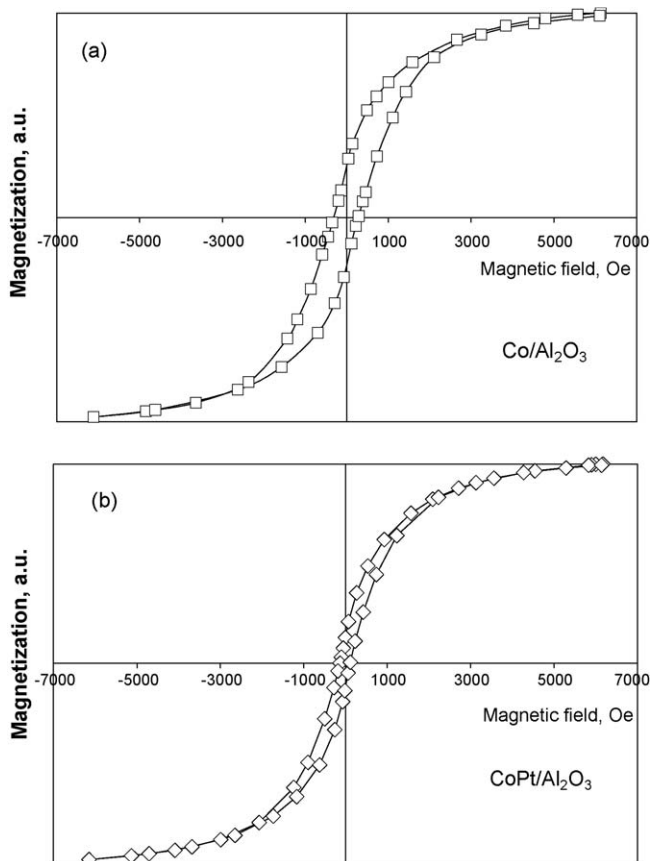 (a)
Magnetization, a.u.
-7000 -5000 -3000 -1000 1000 3000 5000 7000
Magnetic field, Oe
Co/Al₂O₃
(b)
Magnetization, a.u.
-7000 -5000 -3000 -1000 1000 3000 5000 7000
Magnetic field, Oe
CoPt/Al₂O₃